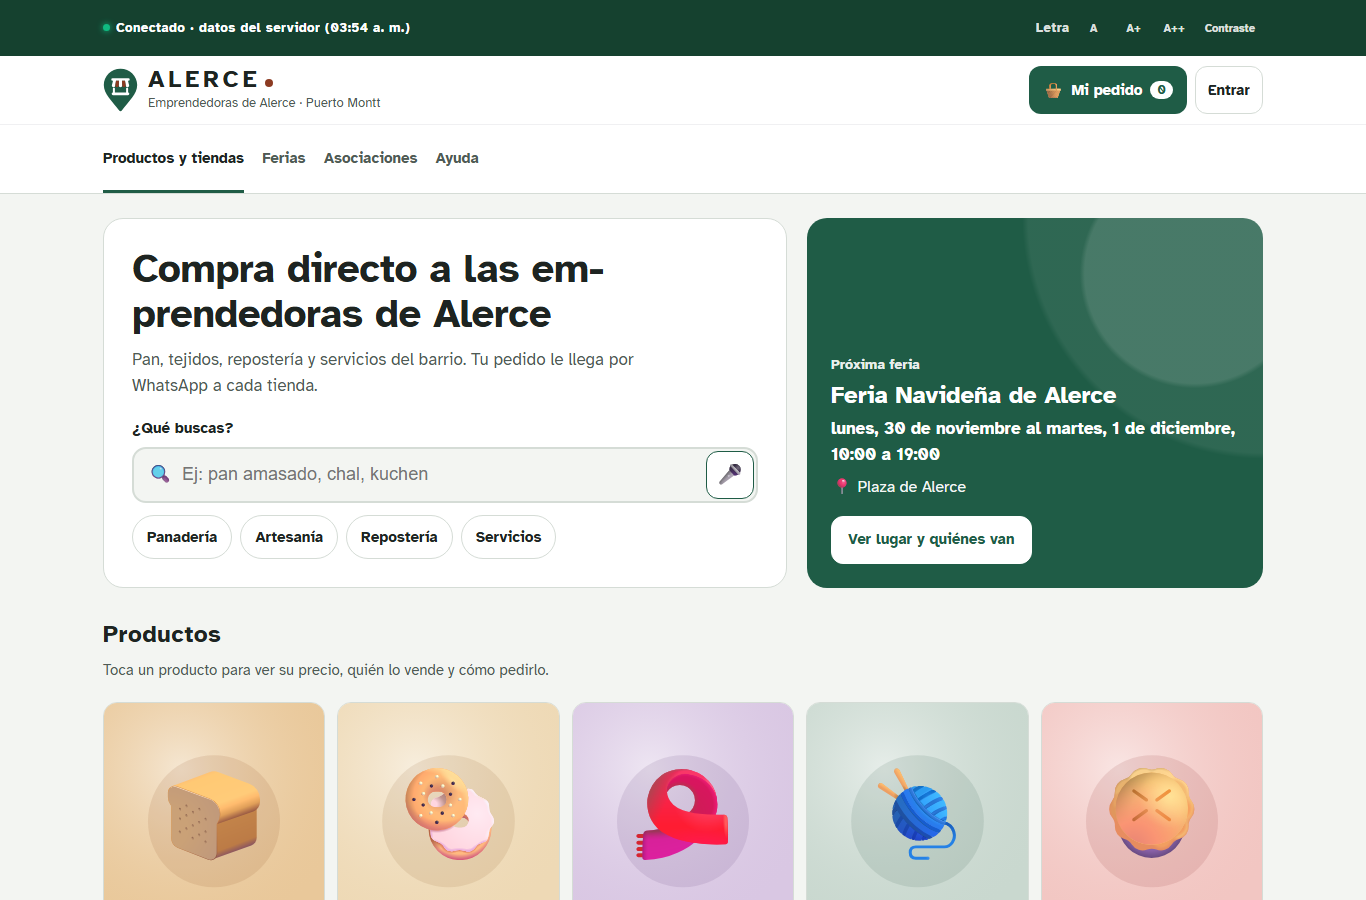 Conectado · datos del servidor (03:54 a. m.)
Letra A A+ A++ Contraste
ALERCE
Emprendedoras de Alerce · Puerto Montt
Mi pedido 0
Entrar
Productos y tiendas Ferias Asociaciones Ayuda
Compra directo a las em-
prendedoras de Alerce
Pan, tejidos, repostería y servicios del barrio. Tu pedido le llega por
WhatsApp a cada tienda.
¿Qué buscas?
Ej: pan amasado, chal, kuchen
Panadería Artesanía Repostería Servicios
Próxima feria
Feria Navideña de Alerce
lunes, 30 de noviembre al martes, 1 de diciembre,
10:00 a 19:00
Plaza de Alerce
Ver lugar y quiénes van
Productos
Toca un producto para ver su precio, quién lo vende y cómo pedirlo.